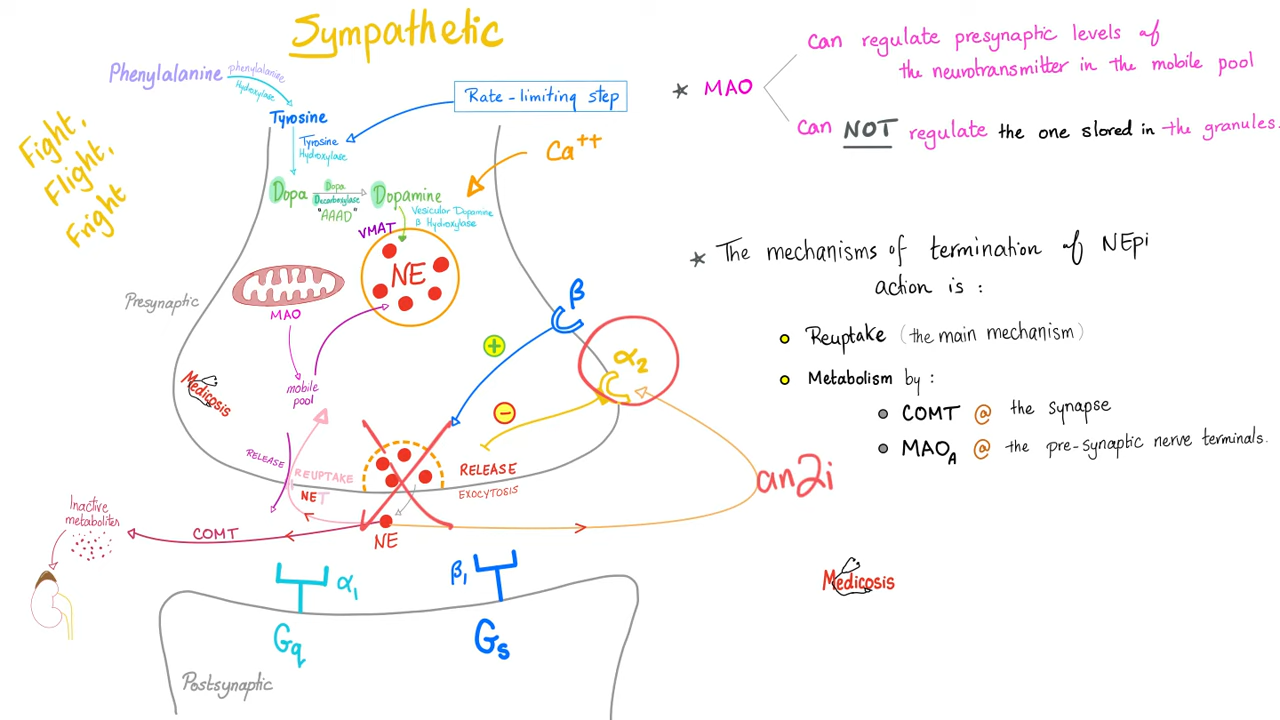 Sympathetic
Phenylalanine
phenylalanine
Hydroxylase
Tyrosine
Rate-limiting step
Tyrosine
Hydroxylase
Ca++
Fight,
Flight,
Fright
Dopa
Dopa
Decarboxylase
"AAAD"
Dopamine
Vesicular Dopamine
β Hydroxylase
VMAT
NE
Presynaptic
MAO
mobile
pool
Medicosis
β
α2
+
−
RELEASE
REUPTAKE
NET
RELEASE
EXOCYTOSIS
an2i
NE
COMT
Inactive
metabolites
α1
β1
Gq
Gs
Postsynaptic
* MAO
Can regulate presynaptic levels of
the neurotransmitter in the mobile pool
Can NOT regulate the one slored in the granules.
* The mechanisms of termination of NEpi
action is :
Reuptake (the main mechanism)
Metabolism by :
COMT @ the synapse
MAOA @ the pre-synaptic nerve terminals.
Medicosis